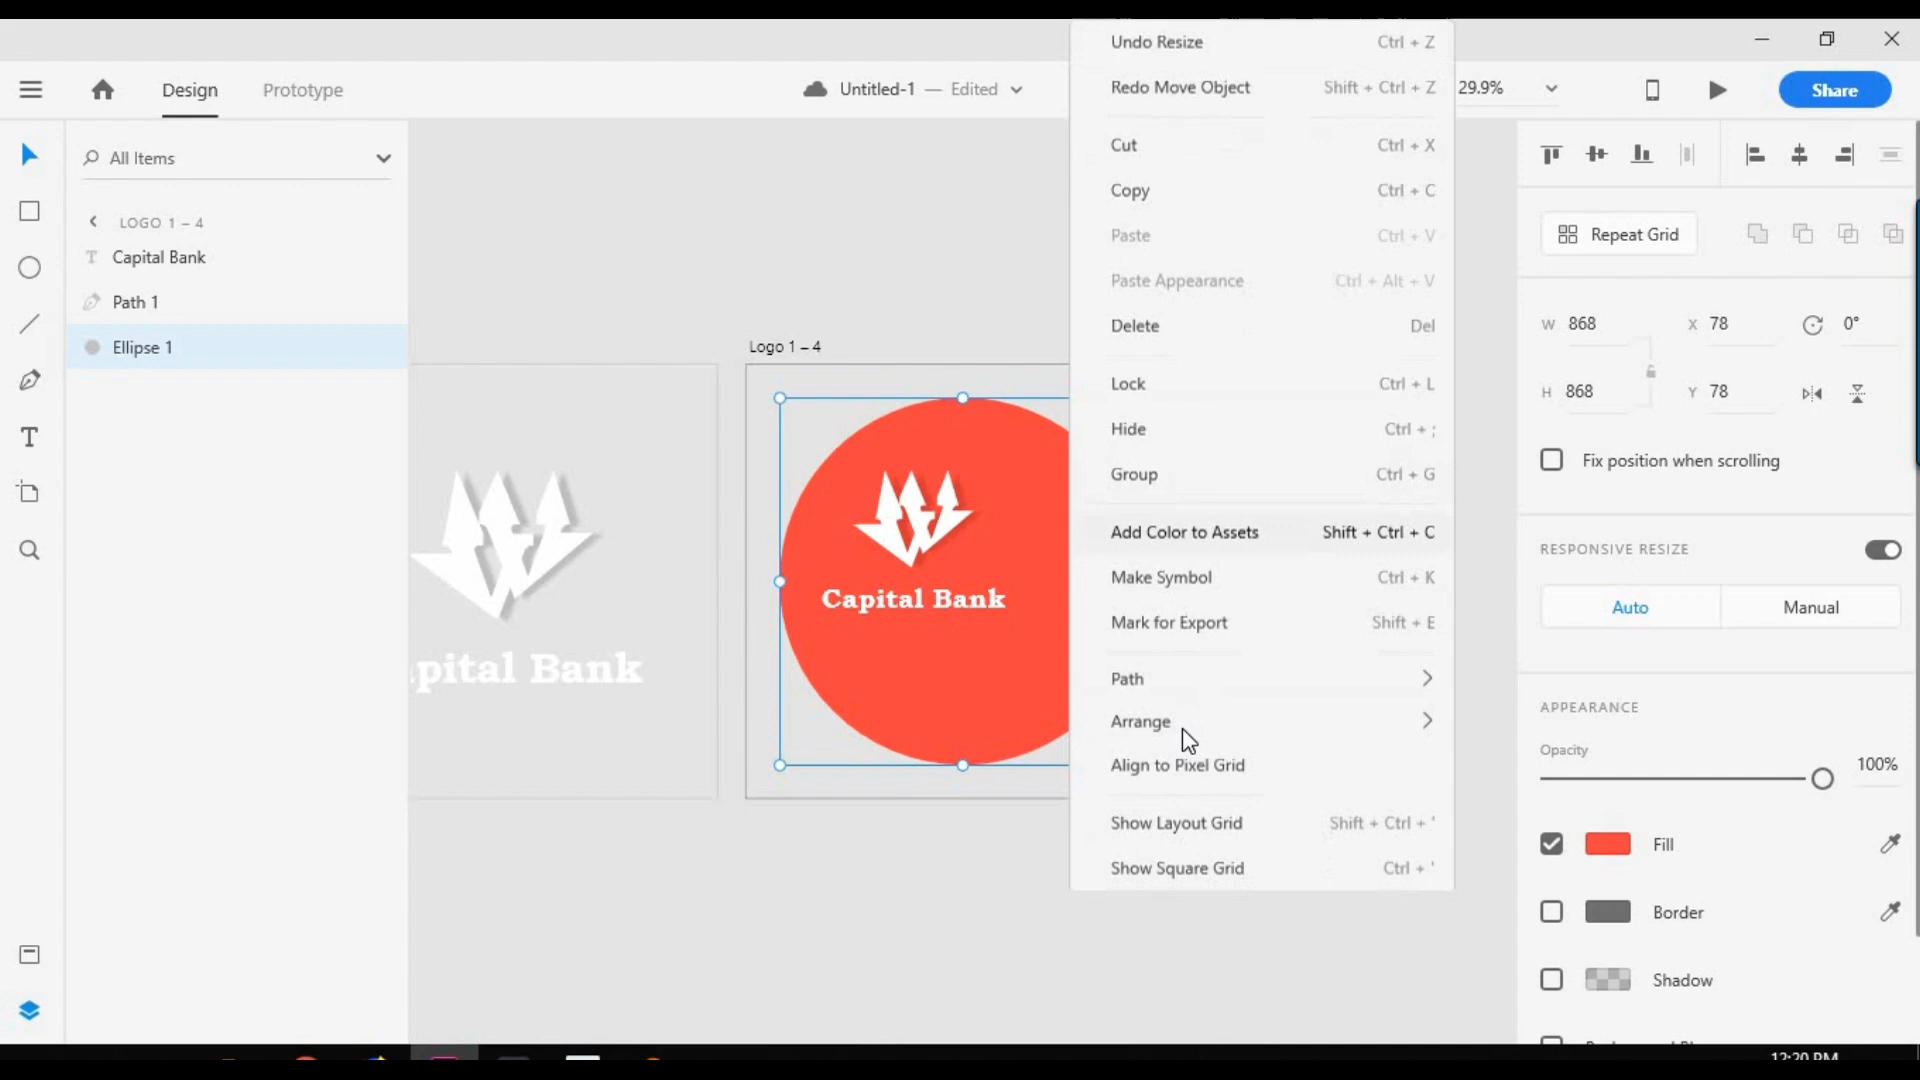 Design
Prototype
Untitled-1 — Edited
29.9%
Share
All Items
LOGO 1 – 4
Capital Bank
Path 1
Ellipse 1
pital Bank
Logo 1 – 4
Capital Bank
Undo Resize Ctrl + Z
Redo Move Object Shift + Ctrl + Z
Cut Ctrl + X
Copy Ctrl + C
Paste Ctrl + V
Paste Appearance Ctrl + Alt + V
Delete Del
Lock Ctrl + L
Hide Ctrl + ;
Group Ctrl + G
Add Color to Assets Shift + Ctrl + C
Make Symbol Ctrl + K
Mark for Export Shift + E
Path
Arrange
Align to Pixel Grid
Show Layout Grid Shift + Ctrl + '
Show Square Grid Ctrl + '
Repeat Grid
W 868 X 78 0°
H 868 Y 78
Fix position when scrolling
RESPONSIVE RESIZE
Auto Manual
APPEARANCE
Opacity
100%
Fill
Border
Shadow
12:20 PM